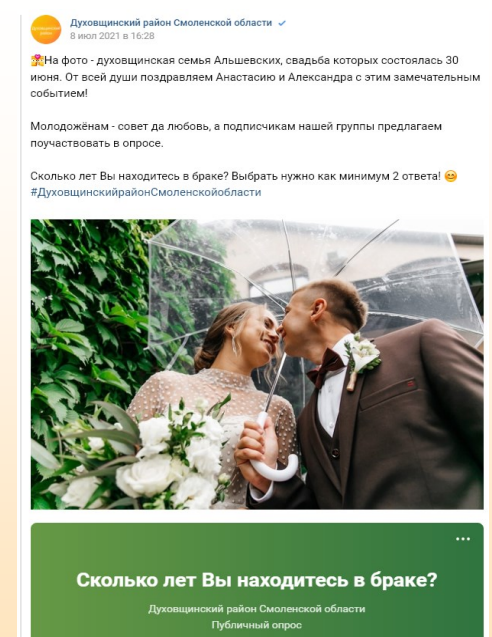 Духовщинский район Смоленской области
8 июл 2021 в 16:28
На фото - духовщинская семья Альшевских, свадьба которых состоялась 30
июня. От всей души поздравляем Анастасию и Александра с этим замечательным
событием!
Молодожёнам - совет да любовь, а подписчикам нашей группы предлагаем
поучаствовать в опросе.
Сколько лет Вы находитесь в браке? Выбрать нужно как минимум 2 ответа! 😊
#ДуховщинскийрайонСмоленскойобласти
Сколько лет Вы находитесь в браке?
Духовщинский район Смоленской области
Публичный опрос